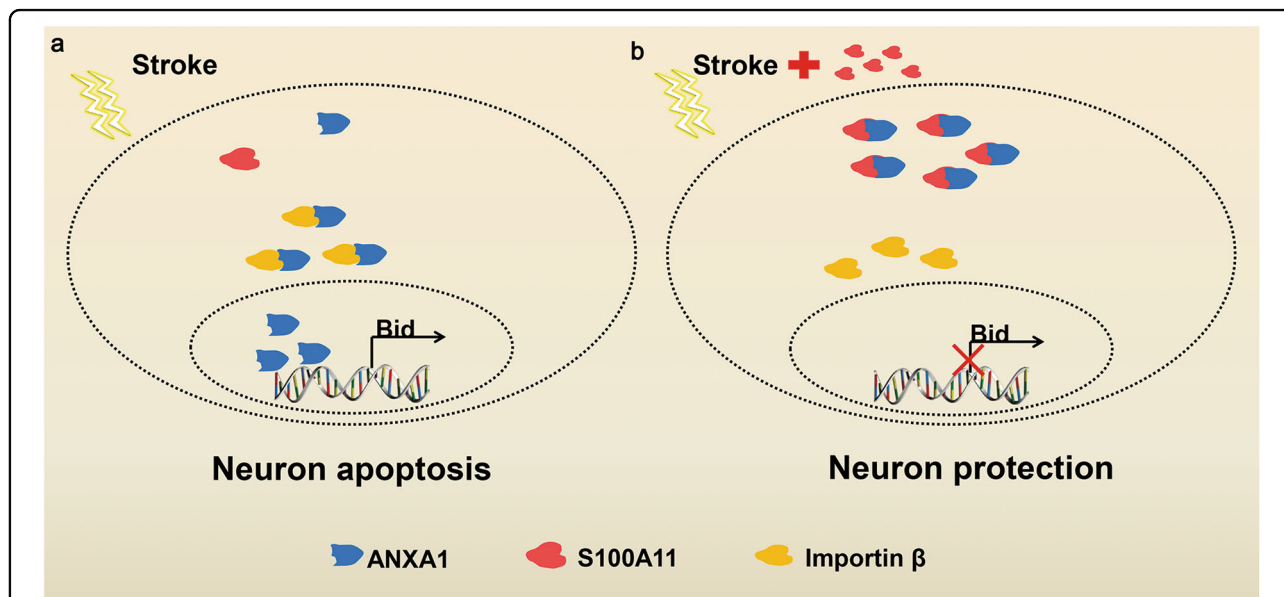 a
Stroke
Bid
Neuron apoptosis
b
Stroke
Bid
Neuron protection
ANXA1
S100A11
Importin β